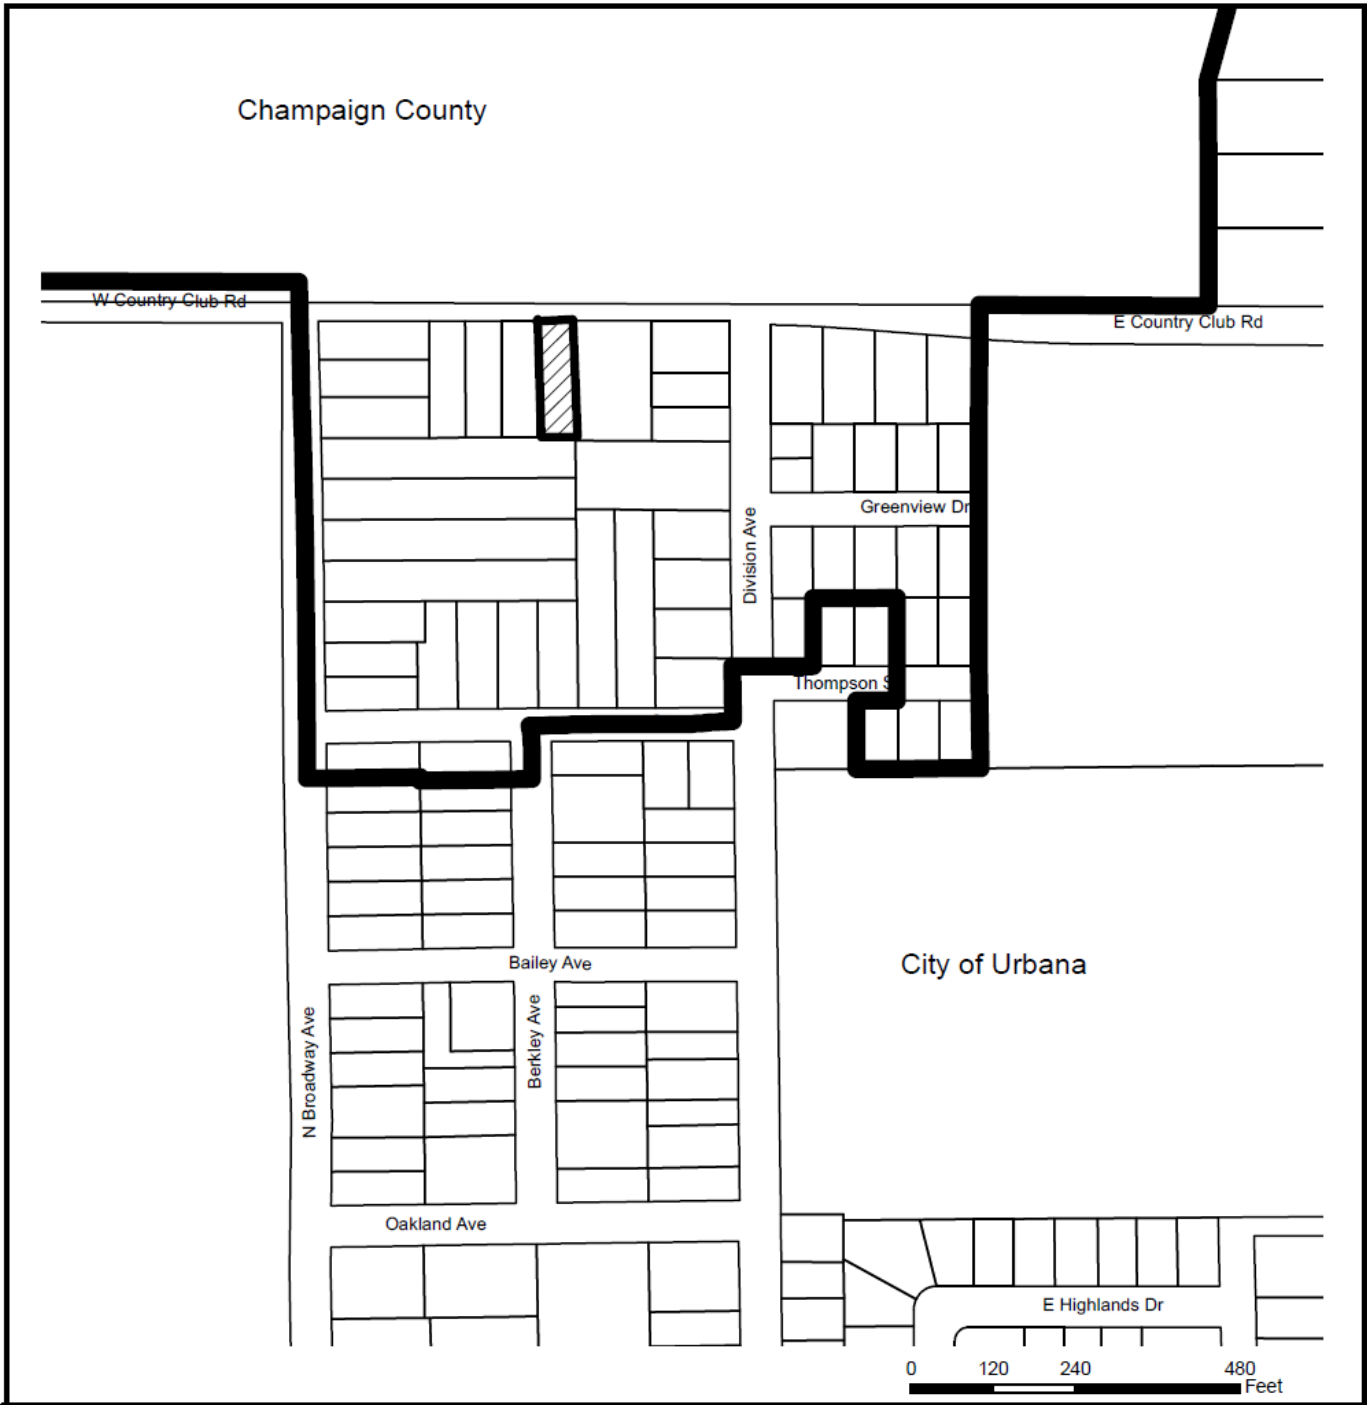 Champaign County
W Country Club Rd
E Country Club Rd
Greenview Dr
Division Ave
Thompson S
City of Urbana
Bailey Ave
Berkley Ave
N Broadway Ave
Oakland Ave
E Highlands Dr
0 120 240 480
Feet